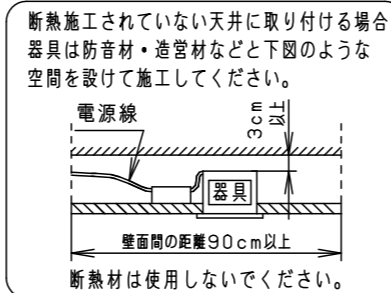 断熱施工されていない天井に取り付ける場合
器具は防音材・造営材などと下図のような
空間を設けて施工してください。
電源線
3cm
以上
器具
壁面間の距離90cm以上
断熱材は使用しないでください。